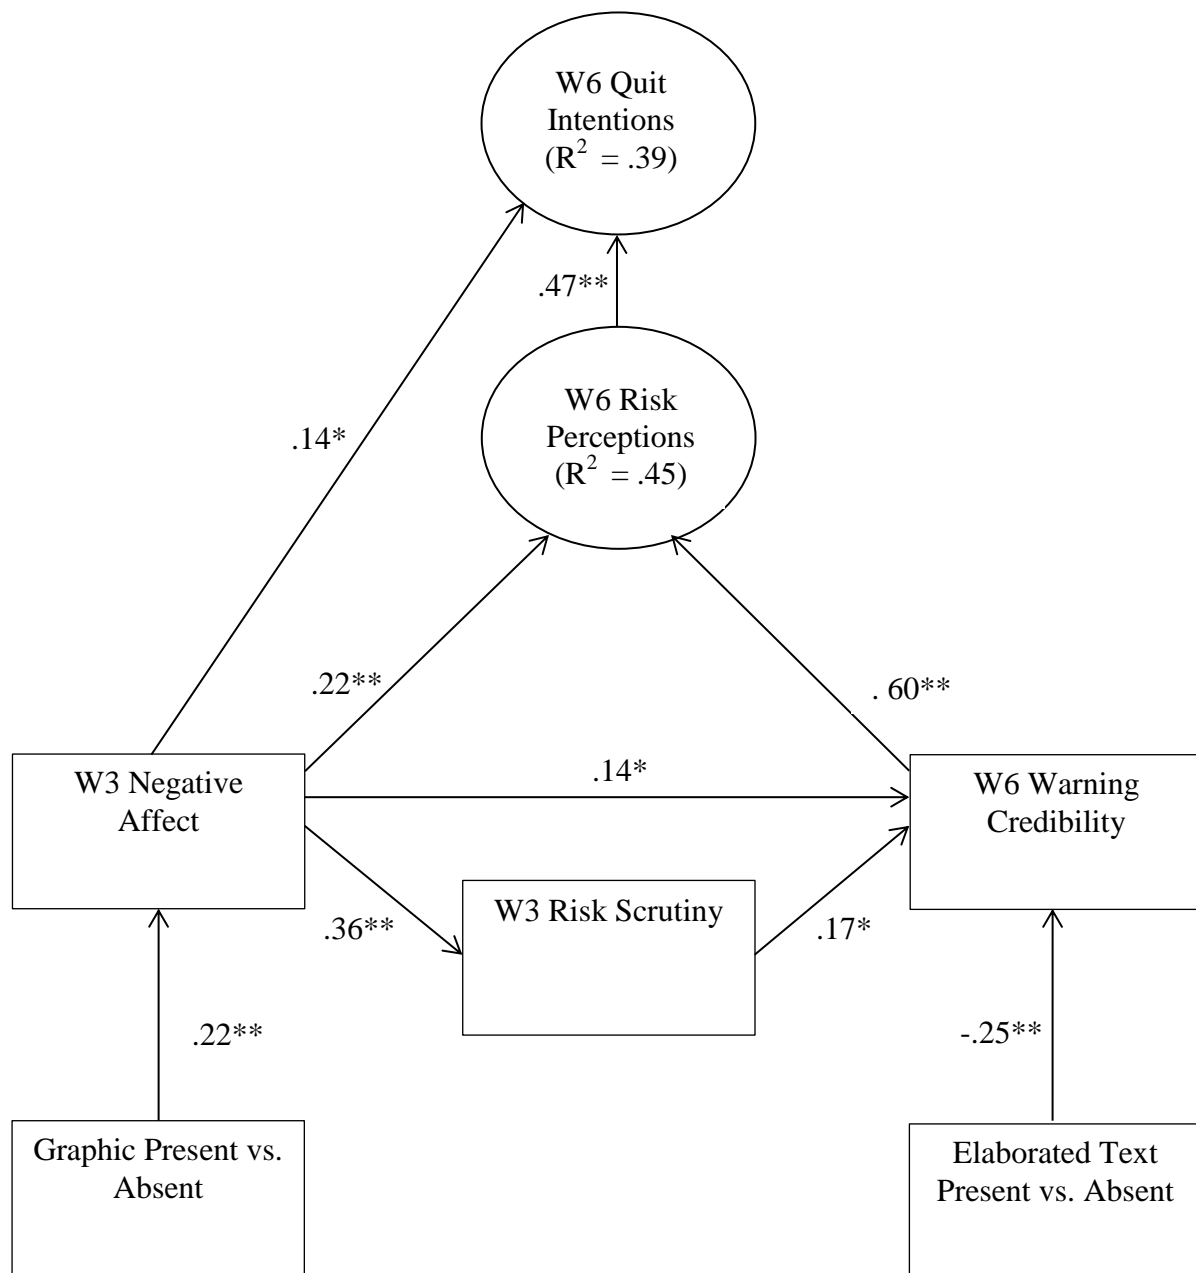 W6 Quit
Intentions
(R² = .39)
.47**
W6 Risk
Perceptions
(R² = .45)
.14*
.22**
. 60**
W3 Negative
Affect
.14*
W6 Warning
Credibility
W3 Risk Scrutiny
.36**
.17*
.22**
-.25**
Graphic Present vs.
Absent
Elaborated Text
Present vs. Absent